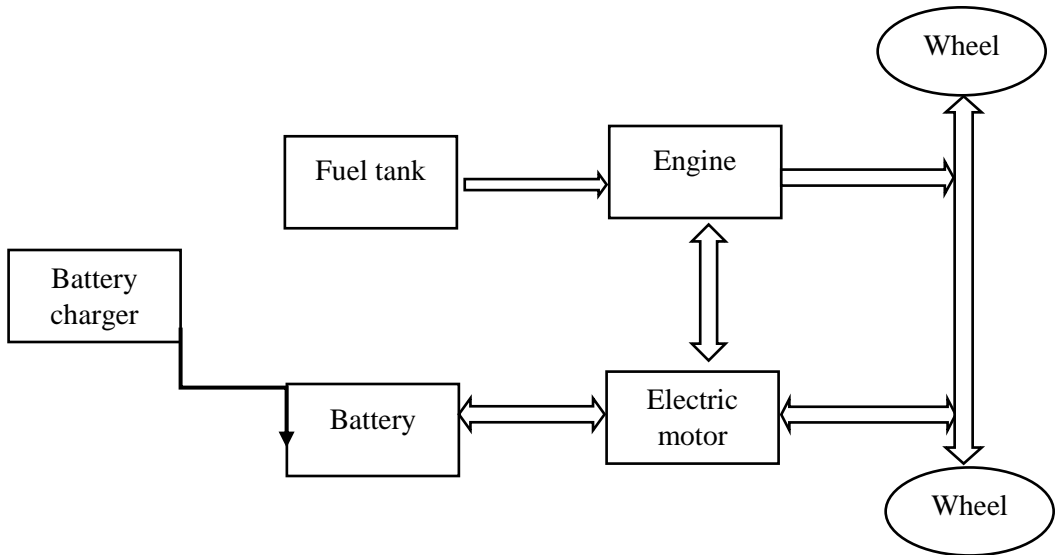 Wheel
Engine
Fuel tank
Battery
charger
Electric
motor
Battery
Wheel